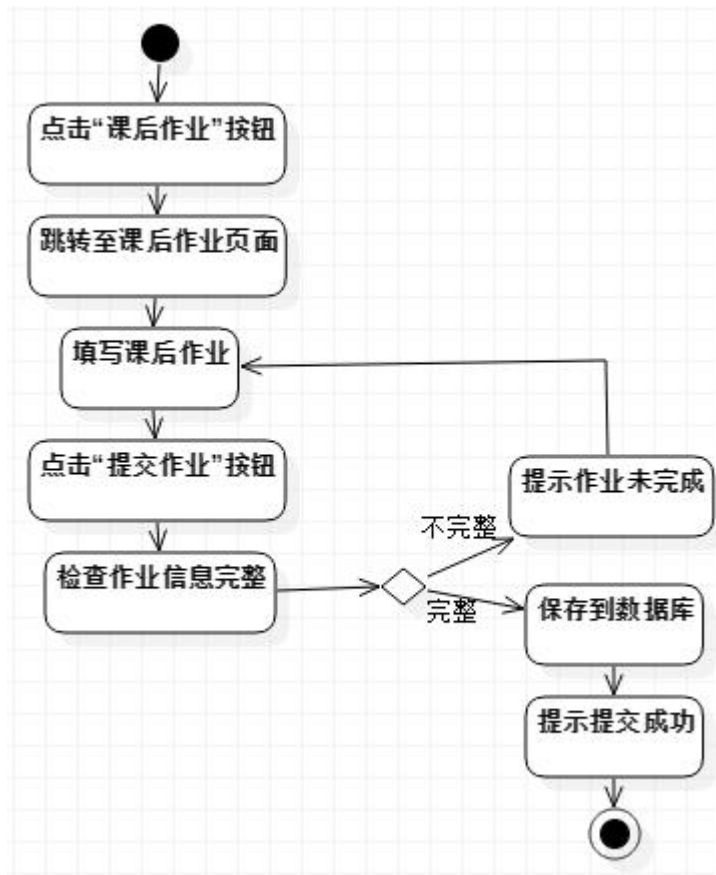 点击“课后作业”按钮
跳转至课后作业页面
填写课后作业
点击“提交作业”按钮
提示作业未完成
不完整
检查作业信息完整
完整
保存到数据库
提示提交成功